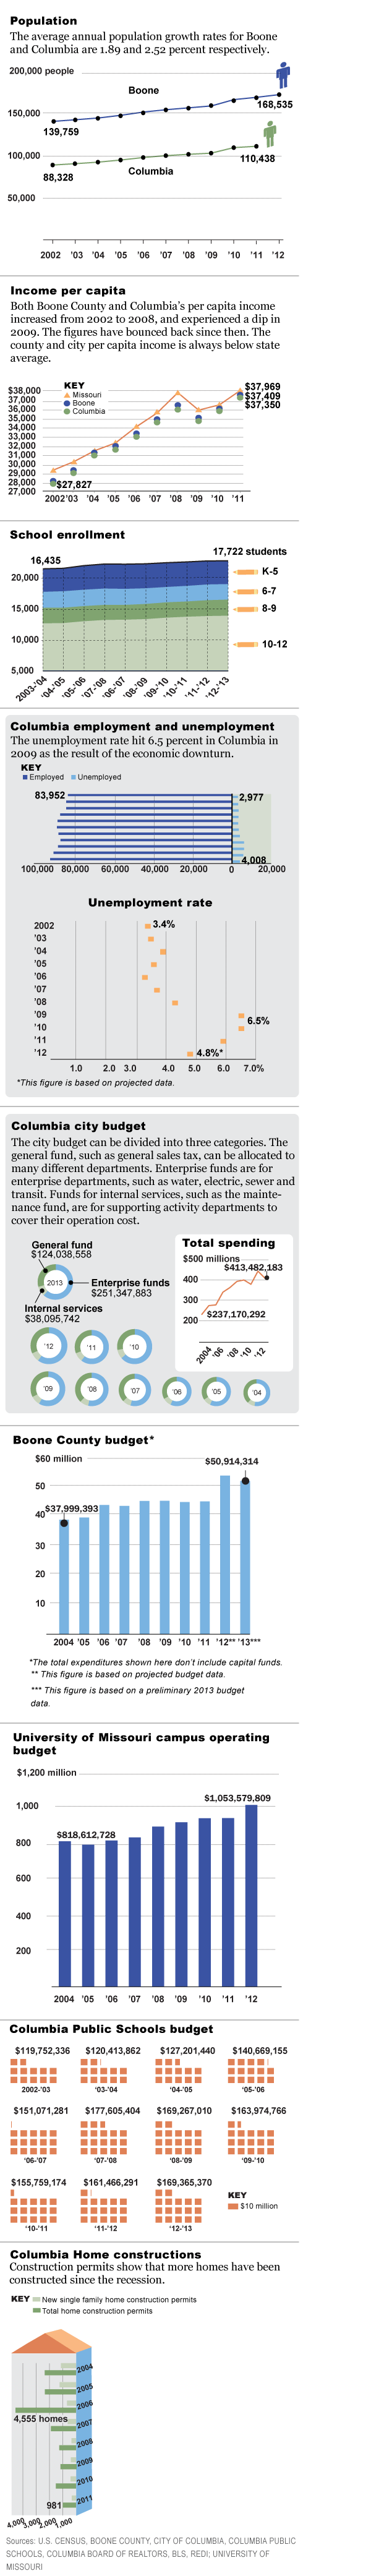 Population
The average annual population growth rates for Boone
and Columbia are 1.89 and 2.52 percent respectively.
200,000 people
Boone
150,000
168,535
139,759
100,000
110,438
88,328
Columbia
50,000
2002 '03 '04 '05 '06 '07 '08 '09 '10 '11 '12
Income per capita
Both Boone County and Columbia's per capita income
increased from 2002 to 2008, and experienced a dip in
2009. The figures have bounced back since then. The
county and city per capita income is always below state
average.
KEY
Missouri
Boone
Columbia
$38,000
37,000
36,000
35,000
34,000
33,000
32,000
31,000
30,000
29,000
28,000
27,000
$37,969
$37,409
$37,350
$27,827
2002 '03 '04 '05 '06 '07 '08 '09 '10 '11
School enrollment
17,722 students
16,435
20,000
15,000
10,000
5,000
K-5
6-7
8-9
10-12
2003-'04 '04-'05 '05-'06 '07-'08 '06-'07 '08-'09 '09-'10 '10-'11 '11-'12 '12-'13
Columbia employment and unemployment
The unemployment rate hit 6.5 percent in Columbia in
2009 as the result of the economic downturn.
KEY
Employed Unemployed
83,952
2,977
4,008
100,000 80,000 60,000 40,000 20,000 0 20,000
Unemployment rate
2002 3.4%
'03
'04
'05
'06
'07
'08
'09
6.5%
'10
'11
'12 4.8%*
1.0 2.0 3.0 4.0 5.0 6.0 7.0%
*This figure is based on projected data.
Columbia city budget
The city budget can be divided into three categories. The
general fund, such as general sales tax, can be allocated to
many different departments. Enterprise funds are for
enterprise departments, such as water, electric, sewer and
transit. Funds for internal services, such as the mainte-
nance fund, are for supporting activity departments to
cover their operation cost.
General fund
$124,038,558
2013
Enterprise funds
$251,347,883
Internal services
$38,095,742
Total spending
$500 millions
$413,482,183
400
300
200
$237,170,292
2004 '06 '08 '10 '12
'12 '11 '10
'09 '08 '07 '06 '05 '04
Boone County budget*
$60 million
$50,914,314
50
$37,999,393
40
30
20
10
2004 '05 '06 '07 '08 '09 '10 '11 '12** '13***
*The total expenditures shown here don't include capital funds.
** This figure is based on projected budget data.
*** This figure is based on a preliminary 2013 budget
data.
University of Missouri campus operating
budget
$1,200 million
$1,053,579,809
1,000
$818,612,728
800
600
400
200
2004 '05 '06 '07 '08 '09 '10 '11 '12
Columbia Public Schools budget
$119,752,336 $120,413,862 $127,201,440 $140,669,155
2002-'03 '03-'04 '04-'05 '05-'06
$151,071,281 $177,605,404 $169,267,010 $163,974,766
'06-'07 '07-'08 '08-'09 '09-'10
$155,759,174 $161,466,291 $169,365,370
KEY
$10 million
'10-'11 '11-'12 '12-'13
Columbia Home constructions
Construction permits show that more homes have been
constructed since the recession.
KEY New single family home construction permits
Total home construction permits
2004
2005
2006
4,555 homes
2007
2008
2009
2010
981
2011
4,000 3,000 2,000 1,000
Sources: U.S. CENSUS, BOONE COUNTY, CITY OF COLUMBIA, COLUMBIA PUBLIC
SCHOOLS, COLUMBIA BOARD OF REALTORS, BLS, REDI; UNIVERSITY OF
MISSOURI